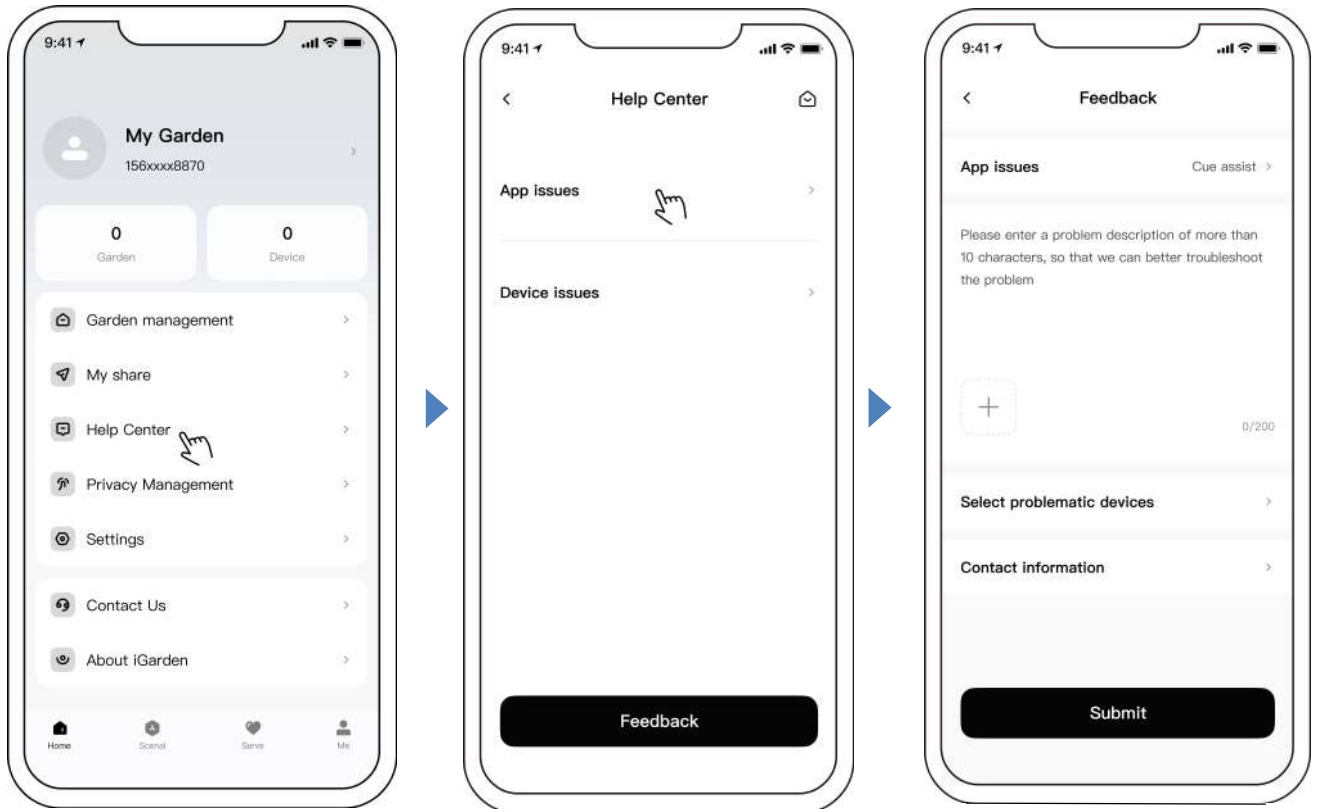 9:41
My Garden
156xxxx8870
0
Garden
0
Device
Garden management
My share
Help Center
Privacy Management
Settings
Contact Us
About iGarden
Home
Serve
Me
9:41
Help Center
App issues
Device issues
Feedback
9:41
Feedback
App issues
Cue assist
Please enter a problem description of more than
10 characters, so that we can better troubleshoot
the problem
0/200
Select problematic devices
Contact information
Submit